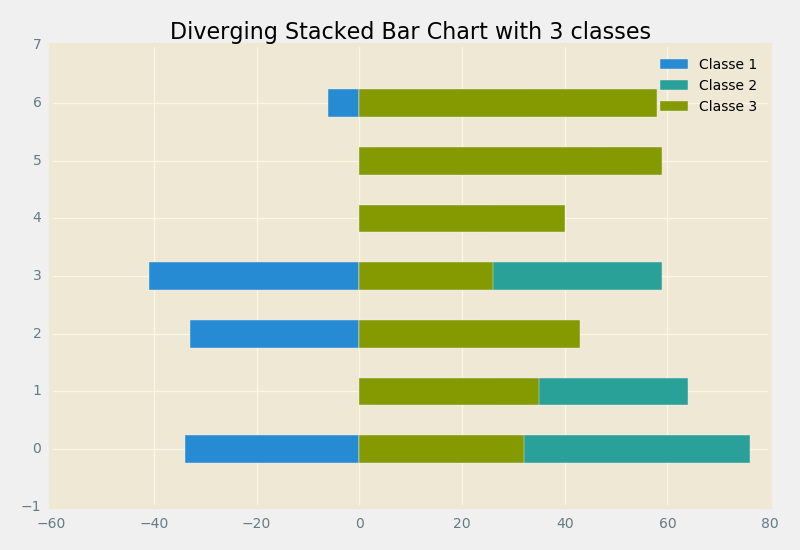 Diverging Stacked Bar Chart with 3 classes
7
Classe 1
Classe 2
Classe 3
6
5
4
3
2
1
0
−1
−60 −40 −20 0 20 40 60 80